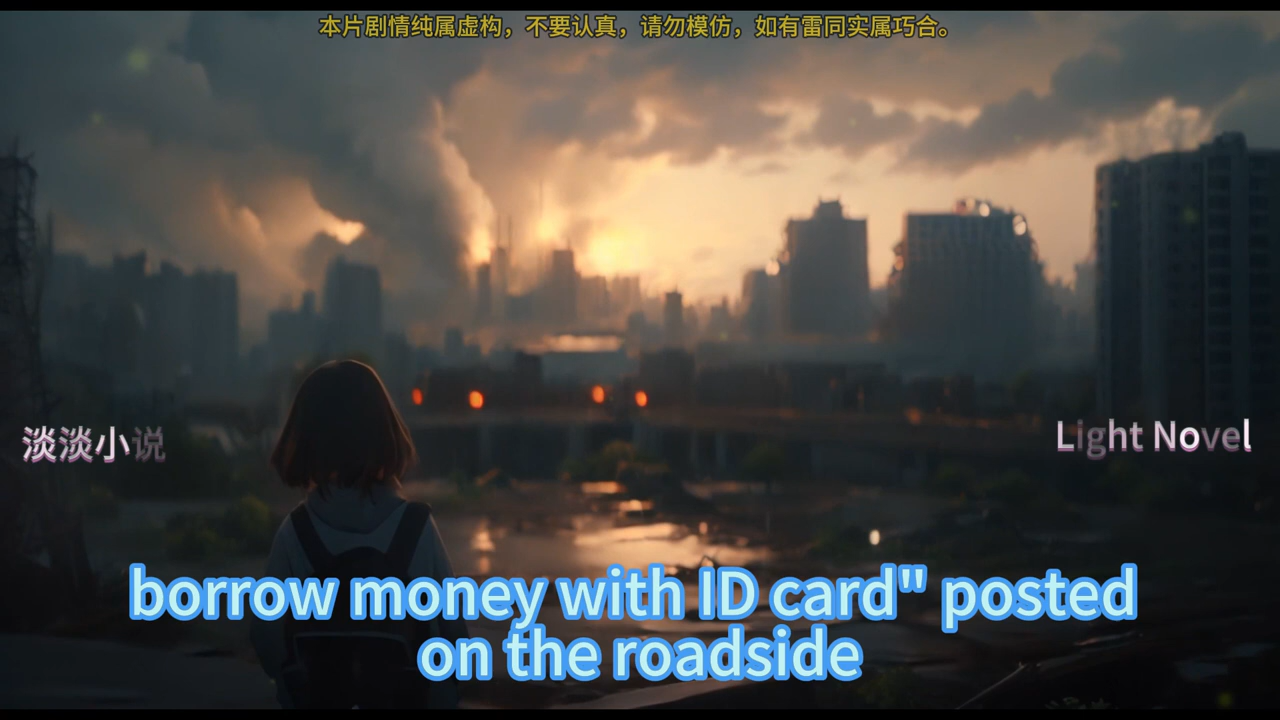 本片剧情纯属虚构，不要认真，请勿模仿，如有雷同实属巧合。
淡淡小说
Light Novel
borrow money with ID card" posted
on the roadside